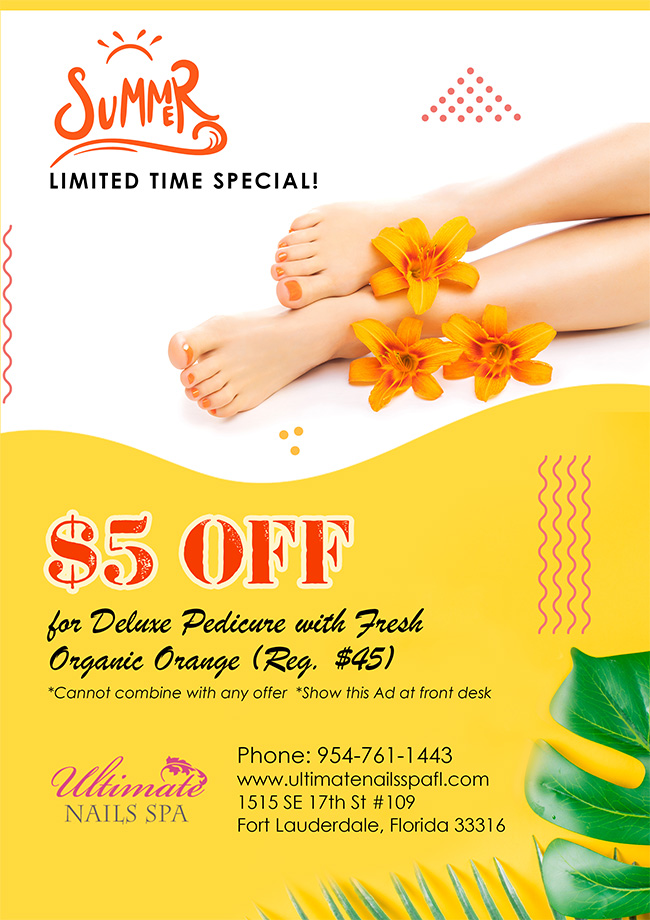 SUMMER
LIMITED TIME SPECIAL!
$5 OFF
for Deluxe Pedicure with Fresh
Organic Orange (Reg. $45)
*Cannot combine with any offer *Show this Ad at front desk
Ultimate
NAILS SPA
Phone: 954-761-1443
www.ultimatenailsspafl.com
1515 SE 17th St #109
Fort Lauderdale, Florida 33316